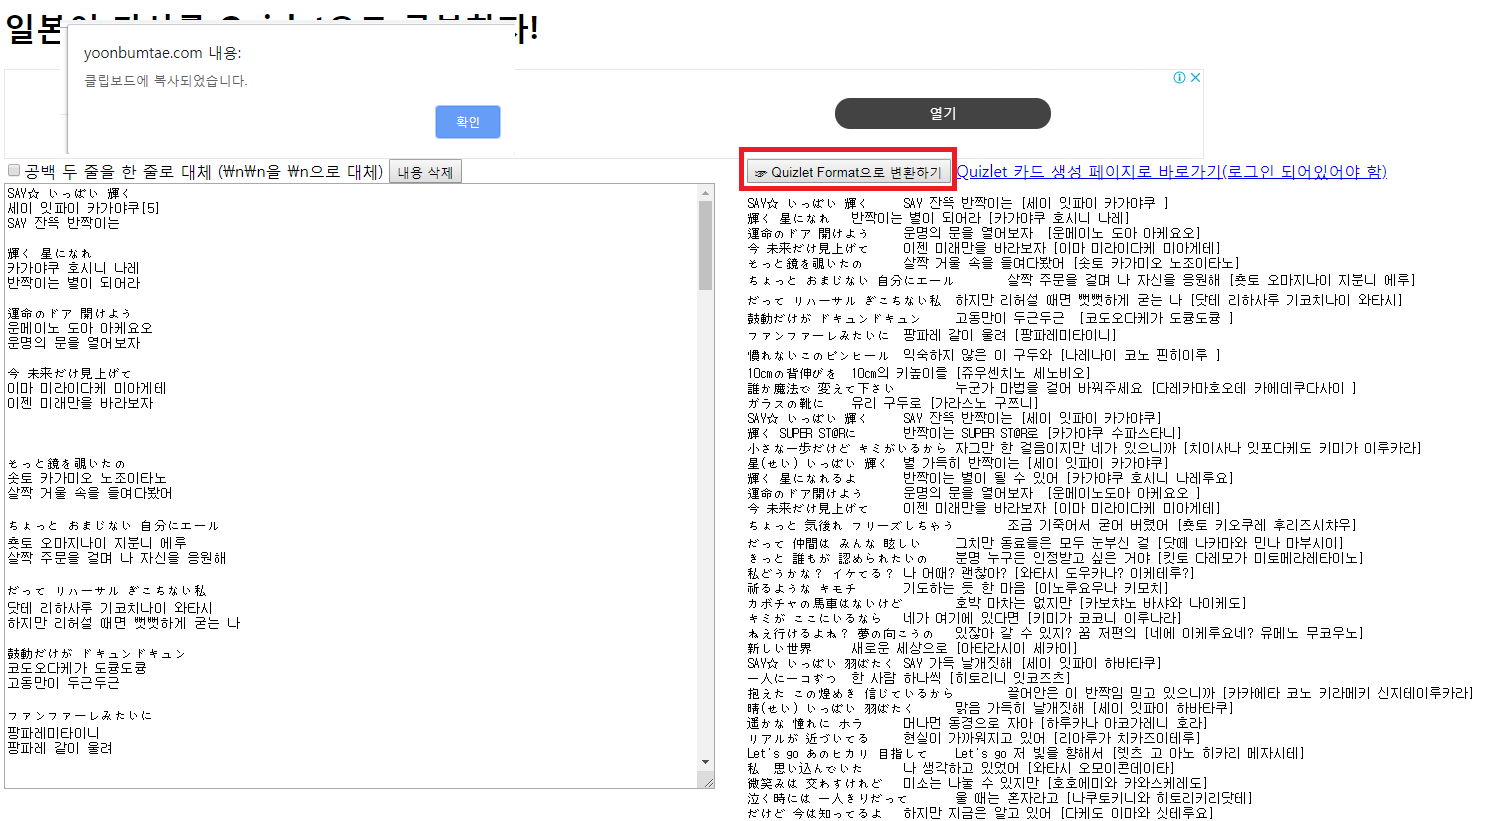 일본어 가사를 Quizlet으로 공부하자!
yoonbumtae.com 내용:
클립보드에 복사되었습니다.
확인
열기
공백 두 줄을 한 줄로 대체 (₩n₩n을 ₩n으로 대체) 내용 삭제
☞ Quizlet Format으로 변환하기 Quizlet 카드 생성 페이지로 바로가기(로그인 되어있어야 함)
SAY☆ いっぱい 輝く
세이 잇파이 카가야쿠[5]
SAY 잔뜩 반짝이는
輝く 星になれ
카가야쿠 호시니 나레
반짝이는 별이 되어라
運命のドア 開けよう
운메이노 도아 아케요오
운명의 문을 열어보자
今 未来だけ見上げて
이마 미라이다케 미아게테
이젠 미래만을 바라보자
そっと鏡を覗いたの
솟토 카가미오 노조이타노
살짝 거울 속을 들여다봤어
ちょっと おまじない 自分にエール
춋토 오마지나이 지분니 에루
살짝 주문을 걸며 나 자신을 응원해
だって リハーサル ぎこちない私
닷테 리하사루 기코치나이 와타시
하지만 리허설 때면 뻣뻣하게 굳는 나
鼓動だけが ドキュンドキュン
코도오다케가 도큥도큥
고동만이 두근두근
ファンファーレみたいに
팡파레미타이니
팡파레 같이 울려
SAY☆ いっぱい 輝く SAY 잔뜩 반짝이는 [세이 잇파이 카가야쿠 ]
輝く 星になれ 반짝이는 별이 되어라 [카가야쿠 호시니 나레]
運命のドア 開けよう 운명의 문을 열어보자 [운메이노 도아 아케요오]
今 未来だけ見上げて 이젠 미래만을 바라보자 [이마 미라이다케 미아게테]
そっと鏡を覗いたの 살짝 거울 속을 들여다봤어 [솟토 카가미오 노조이타노]
ちょっと おまじない 自分にエール 살짝 주문을 걸며 나 자신을 응원해 [춋토 오마지나이 지분니 에루]
だって リハーサル ぎこちない私 하지만 리허설 때면 뻣뻣하게 굳는 나 [닷테 리하사루 기코치나이 와타시]
鼓動だけが ドキュンドキュン 고동만이 두근두근 [코도오다케가 도큥도큥 ]
ファンファーレみたいに 팡파레 같이 울려 [팡파레미타이니]
慣れないこのピンヒール 익숙하지 않은 이 구두와 [나레나이 코노 핀히이루 ]
10cmの背伸びを 10cm의 키높이를 [쥬우센치노 세노비오]
誰か魔法で 変えて下さい 누군가 마법을 걸어 바꿔주세요 [다레카마호오데 카에데쿠다사이 ]
ガラスの靴に 유리 구두로 [가라스노 구쯔니]
SAY☆ いっぱい 輝く SAY 잔뜩 반짝이는 [세이 잇파이 카가야쿠]
輝く SUPER ST@Rに 반짝이는 SUPER ST@R로 [카가야쿠 수파스타니]
小さな一歩だけど キミがいるから 자그만 한 걸음이지만 네가 있으니까 [치이사나 잇포다케도 키미가 이루카라]
星(せい) いっぱい 輝く 별 가득히 반짝이는 [세이 잇파이 카가야쿠]
輝く 星になれるよ 반짝이는 별이 될 수 있어 [카가야쿠 호시니 나레루요]
運命のドア開けよう 운명의 문을 열어보자 [운메이노도아 아케요오 ]
今 未来だけ見上げて 이젠 미래만을 바라보자 [이마 미라이다케 미아게테]
ちょっと 気後れ フリーズしちゃう 조금 기죽어서 굳어 버렸어 [춋토 키오쿠레 후리즈시챠우]
だって 仲間は みんな 眩しい 그치만 동료들은 모두 눈부신 걸 [닷떼 나카마와 민나 마부시이]
きっと 誰もが 認められたいの 분명 누구든 인정받고 싶은 거야 [킷토 다레모가 미토메라레타이노]
私どうかな？ イケてる？ 나 어때? 괜찮아? [와타시 도우카나? 이케테루?]
祈るような キモチ 기도하는 듯 한 마음 [이노루요우나 키모치]
カボチャの馬車はないけど 호박 마차는 없지만 [카보챠노 바샤와 나이케도]
キミが ここにいるなら 네가 여기에 있다면 [키미가 코코니 이루나라]
ねえ行けるよね？ 夢の向こうの 있잖아 갈 수 있지? 꿈 저편의 [네에 이케루요네? 유메노 무코우노]
新しい世界 새로운 세상으로 [아타라시이 세카이]
SAY☆ いっぱい 羽ばたく SAY 가득 날개짓해 [세이 잇파이 하바타쿠]
一人に一コずつ 한 사람 하나씩 [히토리니 잇코즈츠]
抱えた この煌めき 信じているから 끌어안은 이 반짝임 믿고 있으니까 [카카에타 코노 키라메키 신지테이루카라]
晴(せい) いっぱい 羽ばたく 맑음 가득히 날개짓해 [세이 잇파이 하바타쿠]
遥かな 憧れに ホラ 머나먼 동경으로 자아 [하루카나 아코가레니 호라]
リアルが 近づいてる 현실이 가까워지고 있어 [리아루가 치카즈이테루]
Let's go あのヒカリ 目指して Let's go 저 빛을 향해서 [렛츠 고 아노 히카리 메자시테]
私 思い込んでいた 나 생각하고 있었어 [와타시 오모이콘데이타]
微笑みは 交わすけれど 미소는 나눌 수 있지만 [호호에미와 카와스케레도]
泣く時には 一人きりだって 울 때는 혼자라고 [나쿠토키니와 히토리키리닷테]
だけど 今は知ってるよ 하지만 지금은 알고 있어 [다케도 이마와 싯테루요]